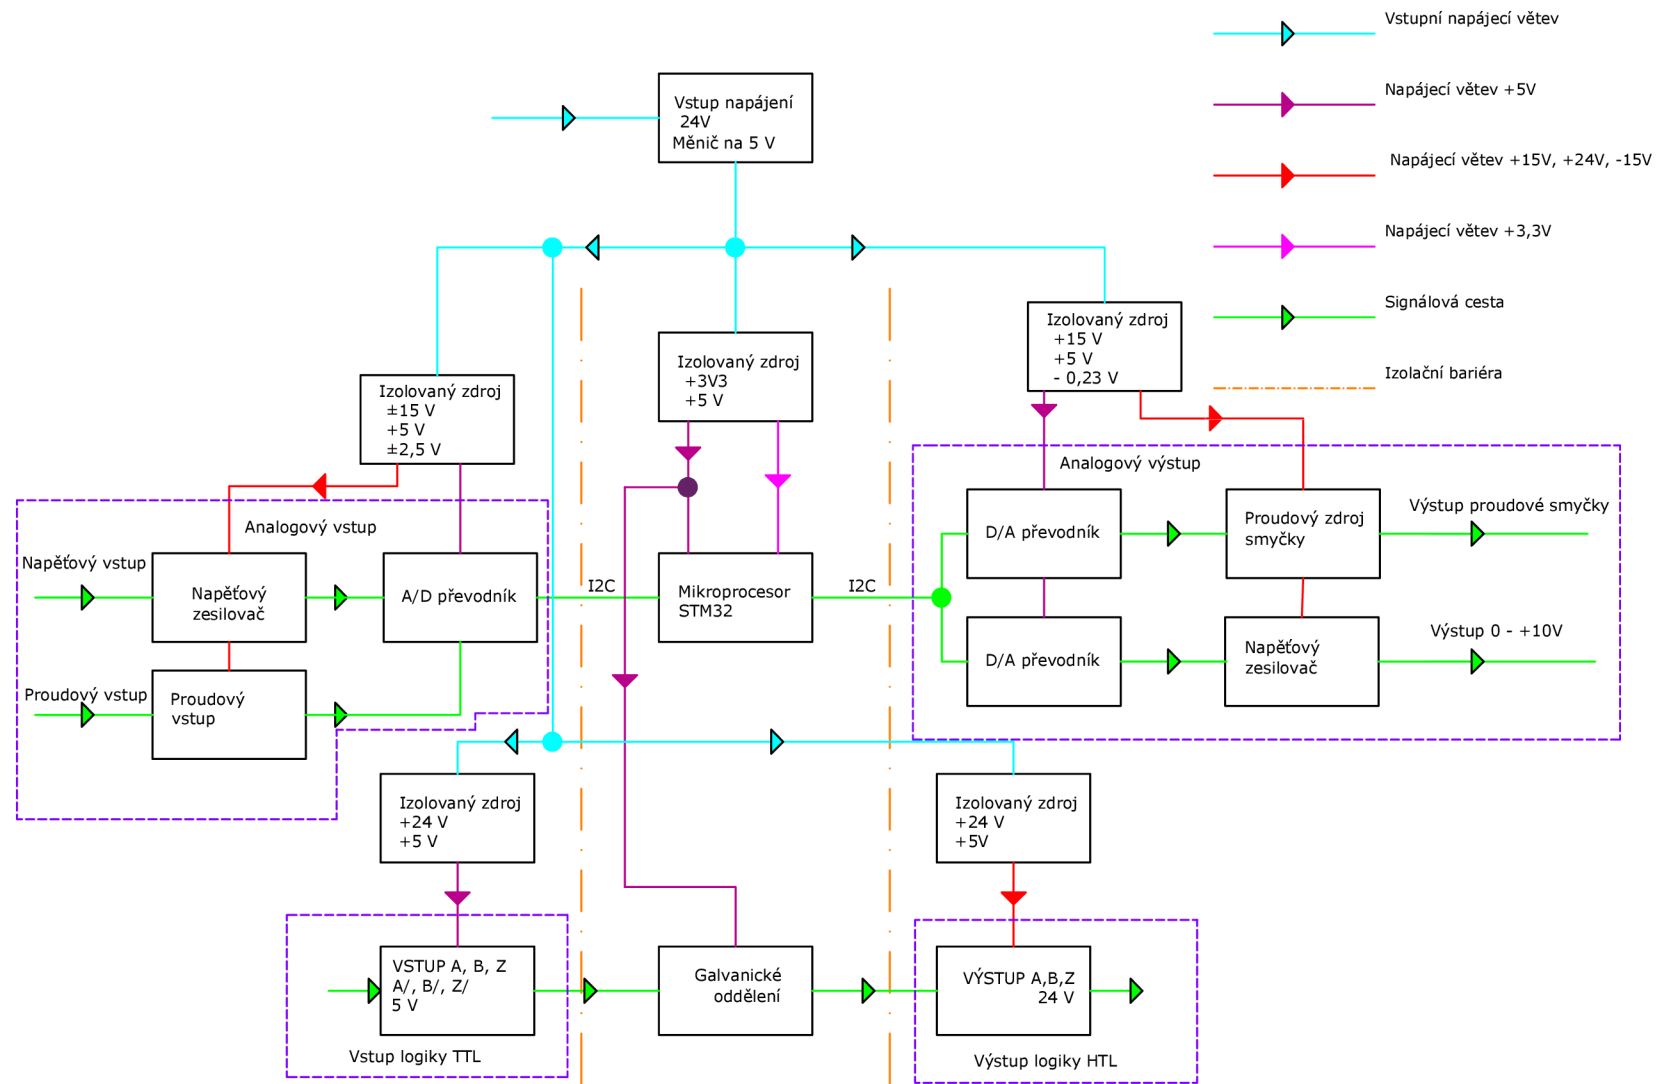 Vstupní napájecí větev
Napájecí větev +5V
Napájecí větev +15V, +24V, -15V
Napájecí větev +3,3V
Signálová cesta
Izolační bariéra
Vstup napájení
24V
Měnič na 5 V
Izolovaný zdroj
+15 V
+5 V
- 0,23 V
Izolovaný zdroj
+3V3
+5 V
Izolovaný zdroj
±15 V
+5 V
±2,5 V
Analogový vstup
Napěťový vstup
Napěťový
zesilovač
A/D převodník
Proudový vstup
Proudový
vstup
I2C
Mikroprocesor
STM32
I2C
Analogový výstup
D/A převodník
Proudový zdroj
smyčky
Výstup proudové smyčky
D/A převodník
Napěťový
zesilovač
Výstup 0 - +10V
Izolovaný zdroj
+24 V
+5 V
Izolovaný zdroj
+24 V
+5V
VSTUP A, B, Z
A/, B/, Z/
5 V
Vstup logiky TTL
Galvanické
oddělení
VÝSTUP A,B,Z
24 V
Výstup logiky HTL